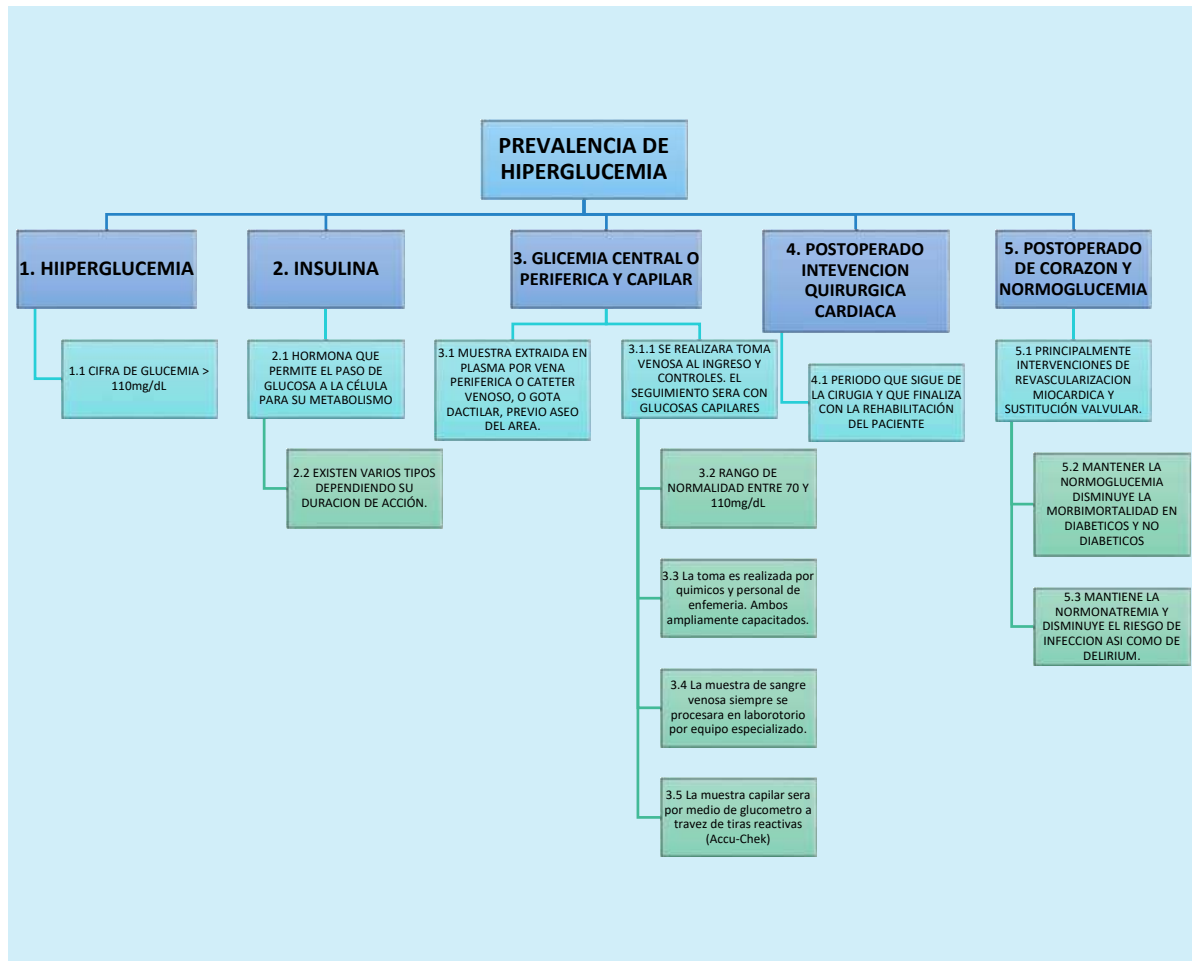 PREVALENCIA DE
HIPERGLUCEMIA
1. HIIPERGLUCEMIA
1.1 CIFRA DE GLUCEMIA >
110mg/dL
2. INSULINA
2.1 HORMONA QUE
PERMITE EL PASO DE
GLUCOSA A LA CÉLULA
PARA SU METABOLISMO
2.2 EXISTEN VARIOS TIPOS
DEPENDIENDO SU
DURACION DE ACCIÓN.
3. GLICEMIA CENTRAL O
PERIFERICA Y CAPILAR
3.1 MUESTRA EXTRAIDA EN
PLASMA POR VENA
PERIFERICA O CATETER
VENOSO, O GOTA
DACTILAR, PREVIO ASEO
DEL AREA.
3.1.1 SE REALIZARA TOMA
VENOSA AL INGRESO Y
CONTROLES. EL
SEGUIMIENTO SERA CON
GLUCOSAS CAPILARES
3.2 RANGO DE
NORMALIDAD ENTRE 70 Y
110mg/dL
3.3 La toma es realizada por
quimicos y personal de
enfemeria. Ambos
ampliamente capacitados.
3.4 La muestra de sangre
venosa siempre se
procesara en laborotorio
por equipo especializado.
3.5 La muestra capilar sera
por medio de glucometro a
travez de tiras reactivas
(Accu-Chek)
4. POSTOPERADO
INTEVENCION
QUIRURGICA
CARDIACA
4.1 PERIODO QUE SIGUE DE
LA CIRUGIA Y QUE FINALIZA
CON LA REHABILITACIÓN
DEL PACIENTE
5. POSTOPERADO
DE CORAZON Y
NORMOGLUCEMIA
5.1 PRINCIPALMENTE
INTERVENCIONES DE
REVASCULARIZACION
MIOCARDICA Y
SUSTITUCIÓN VALVULAR.
5.2 MANTENER LA
NORMOGLUCEMIA
DISMINUYE LA
MORBIMORTALIDAD EN
DIABETICOS Y NO
DIABETICOS
5.3 MANTIENE LA
NORMONATREMIA Y
DISMINUYE EL RIESGO DE
INFECCION ASI COMO DE
DELIRIUM.